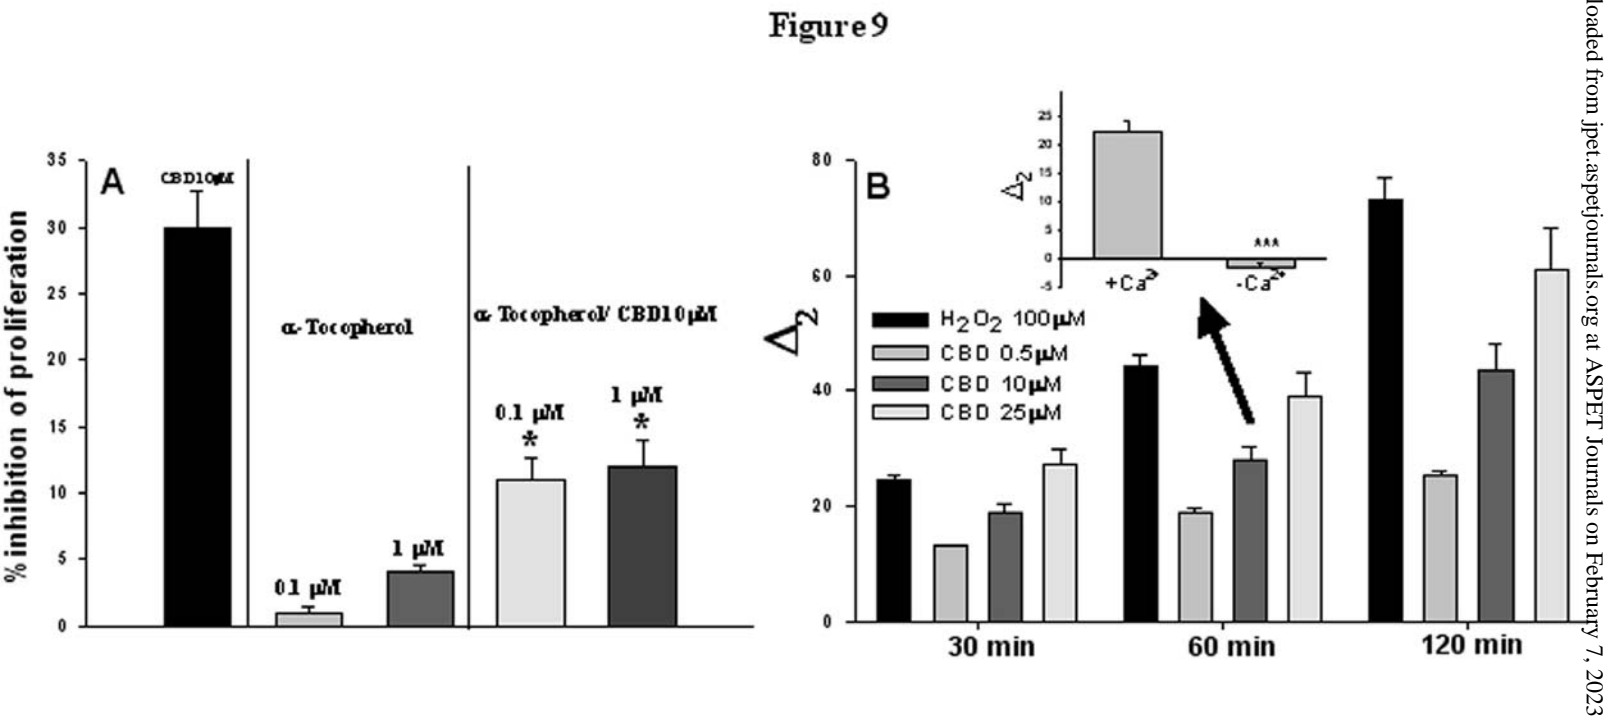 Figure 9
A
% inhibition of proliferation
35
30
25
20
15
10
5
0
CBD10µM
α-Tocopherol
0.1 µM
1 µM
α-Tocopherol/ CBD10µM
0.1 µM
*
1 µM
*
B
Δ2
80
60
40
20
0
H2O2 100µM
CBD 0.5µM
CBD 10µM
CBD 25µM
Δ2
25
20
15
10
5
0
-5
***
+Ca2+
-Ca2+
30 min
60 min
120 min
loaded from jpet.aspetjournals.org at ASPET Journals on February 7, 2023